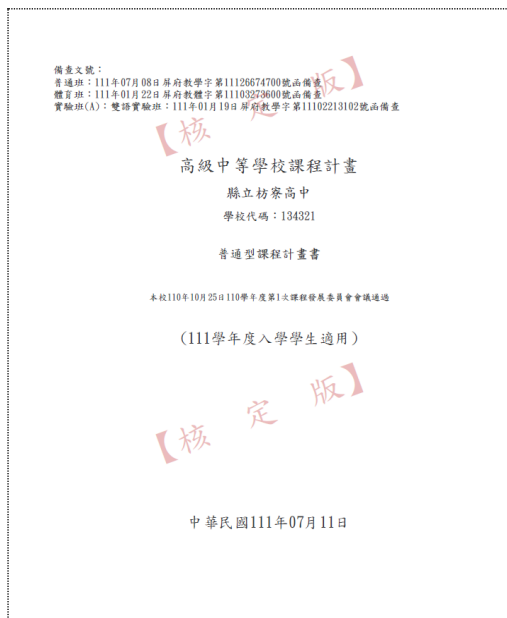 備查文號：
普通班：111年07月08日屏府教學字第11126674700號函備查
體育班：111年01月22日屏府教體字第11103273600號函備查
實驗班(A)：雙語實驗班：111年01月19日屏府教學字第11102213102號函備查
【核定版】
高級中等學校課程計畫
縣立枋寮高中
學校代碼：134321
普通型課程計畫書
本校110年10月25日110學年度第1次課程發展委員會會議通過
(111學年度入學學生適用)
【核定版】
中華民國111年07月11日